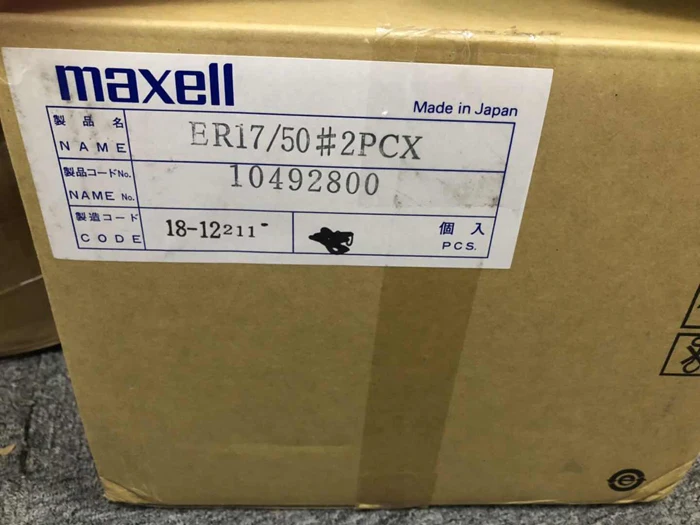 maxell
Made in Japan
製品名 ER17/50#2PCX
NAME
製品コードNo. 10492800
NAME No.
製造コード 18-12211- 個入
CODE PCS.